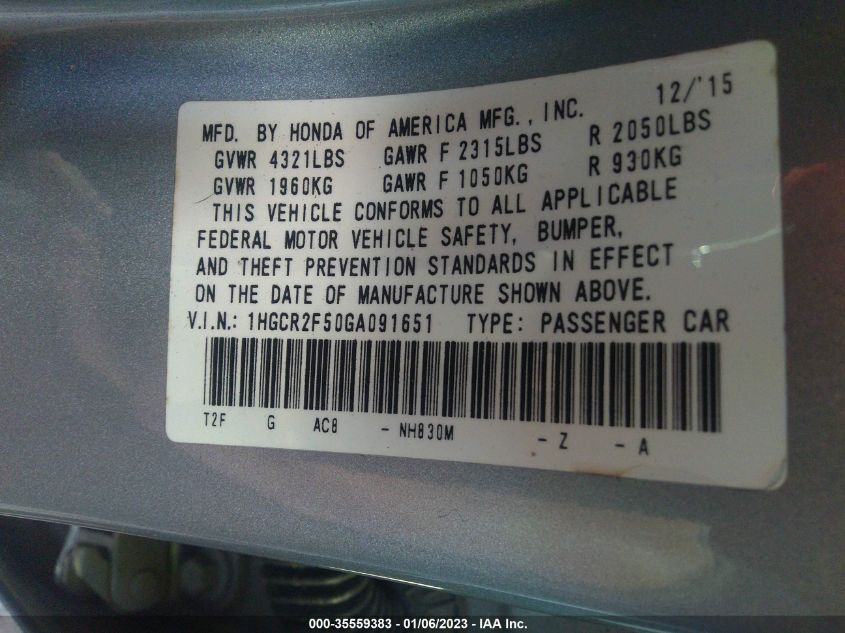 12/'15
MFD. BY HONDA OF AMERICA MFG., INC.
GVWR 4321LBS GAWR F 2315LBS R 2050LBS
GVWR 1960KG GAWR F 1050KG R 930KG
THIS VEHICLE CONFORMS TO ALL APPLICABLE
FEDERAL MOTOR VEHICLE SAFETY, BUMPER,
AND THEFT PREVENTION STANDARDS IN EFFECT
ON THE DATE OF MANUFACTURE SHOWN ABOVE.
V.I.N.: 1HGCR2F50GA091651 TYPE: PASSENGER CAR
T2F G AC8 - NH830M - Z - A
000-35559383 - 01/06/2023 - IAA Inc.